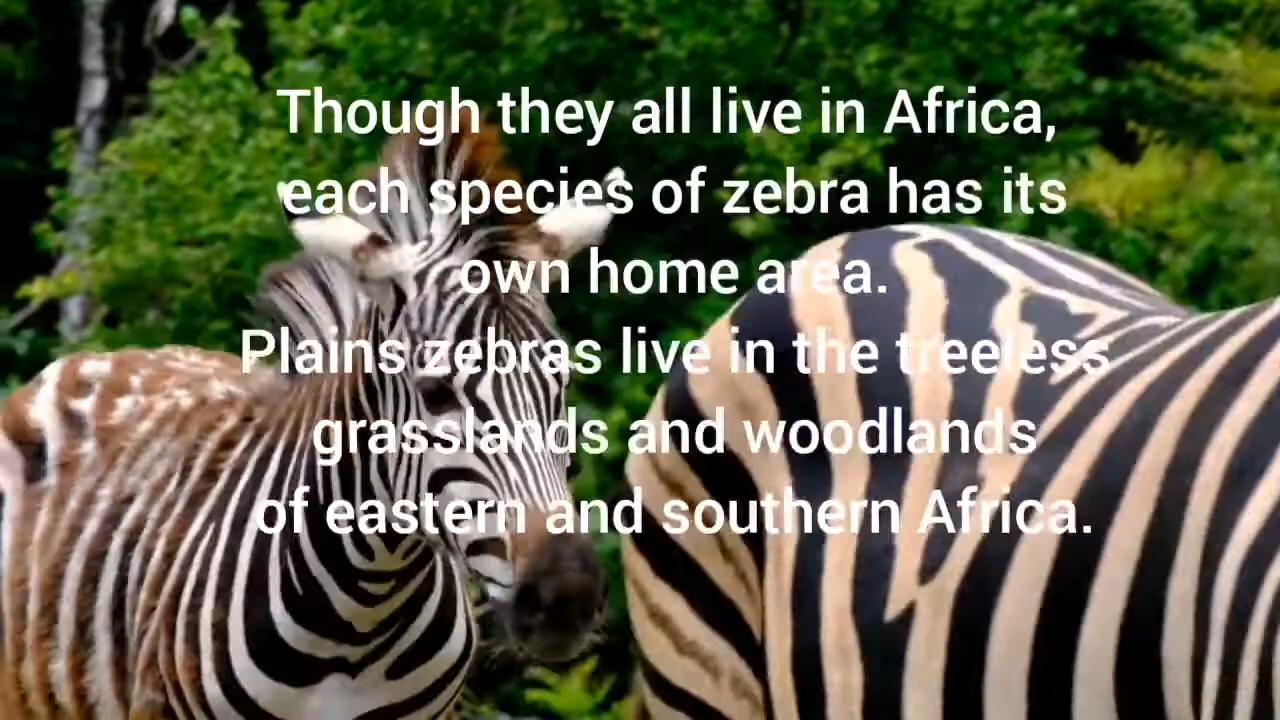 Though they all live in Africa,
each species of zebra has its
own home area.
Plains zebras live in the treeless
grasslands and woodlands
of eastern and southern Africa.